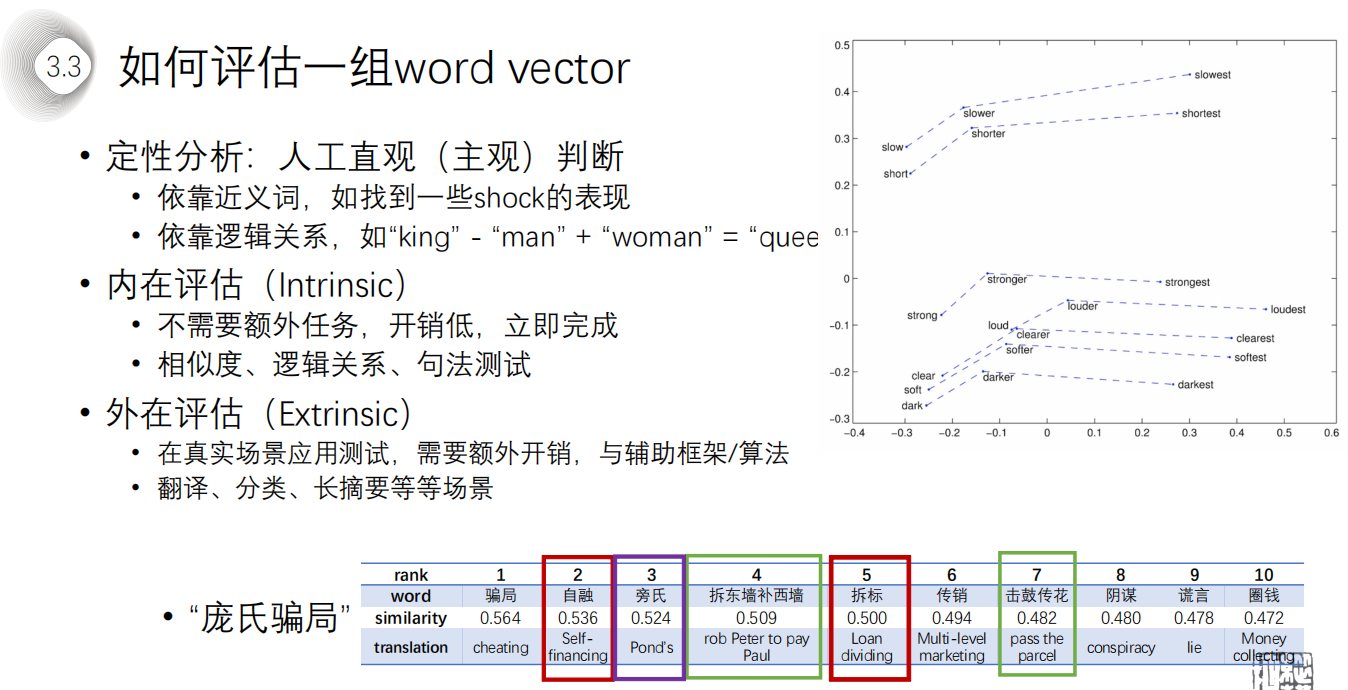 3.3
如何评估一组word vector
• 定性分析：人工直观（主观）判断
• 依靠近义词，如找到一些shock的表现
• 依靠逻辑关系，如“king” - “man” + “woman” = “quee
• 内在评估（Intrinsic）
• 不需要额外任务，开销低，立即完成
• 相似度、逻辑关系、句法测试
• 外在评估（Extrinsic）
• 在真实场景应用测试，需要额外开销，与辅助框架/算法
• 翻译、分类、长摘要等等场景
0.5
0.4
0.3
0.2
0.1
0
−0.1
−0.2
−0.3
−0.4 −0.3 −0.2 −0.1 0 0.1 0.2 0.3 0.4 0.5 0.6
slowest
slower
shortest
shorter
slow
short
stronger
strongest
strong
louder
loudest
loud
clearer
clearest
softer
softest
clear
soft
darker
darkest
dark
• “庞氏骗局”
rank 1 2 3 4 5 6 7 8 9 10
word 骗局 自融 旁氏 拆东墙补西墙 拆标 传销 击鼓传花 阴谋 谎言 圈钱
similarity 0.564 0.536 0.524 0.509 0.500 0.494 0.482 0.480 0.478 0.472
translation cheating Self-financing Pond's rob Peter to pay Paul Loan dividing Multi-level marketing pass the parcel conspiracy lie Money collecting